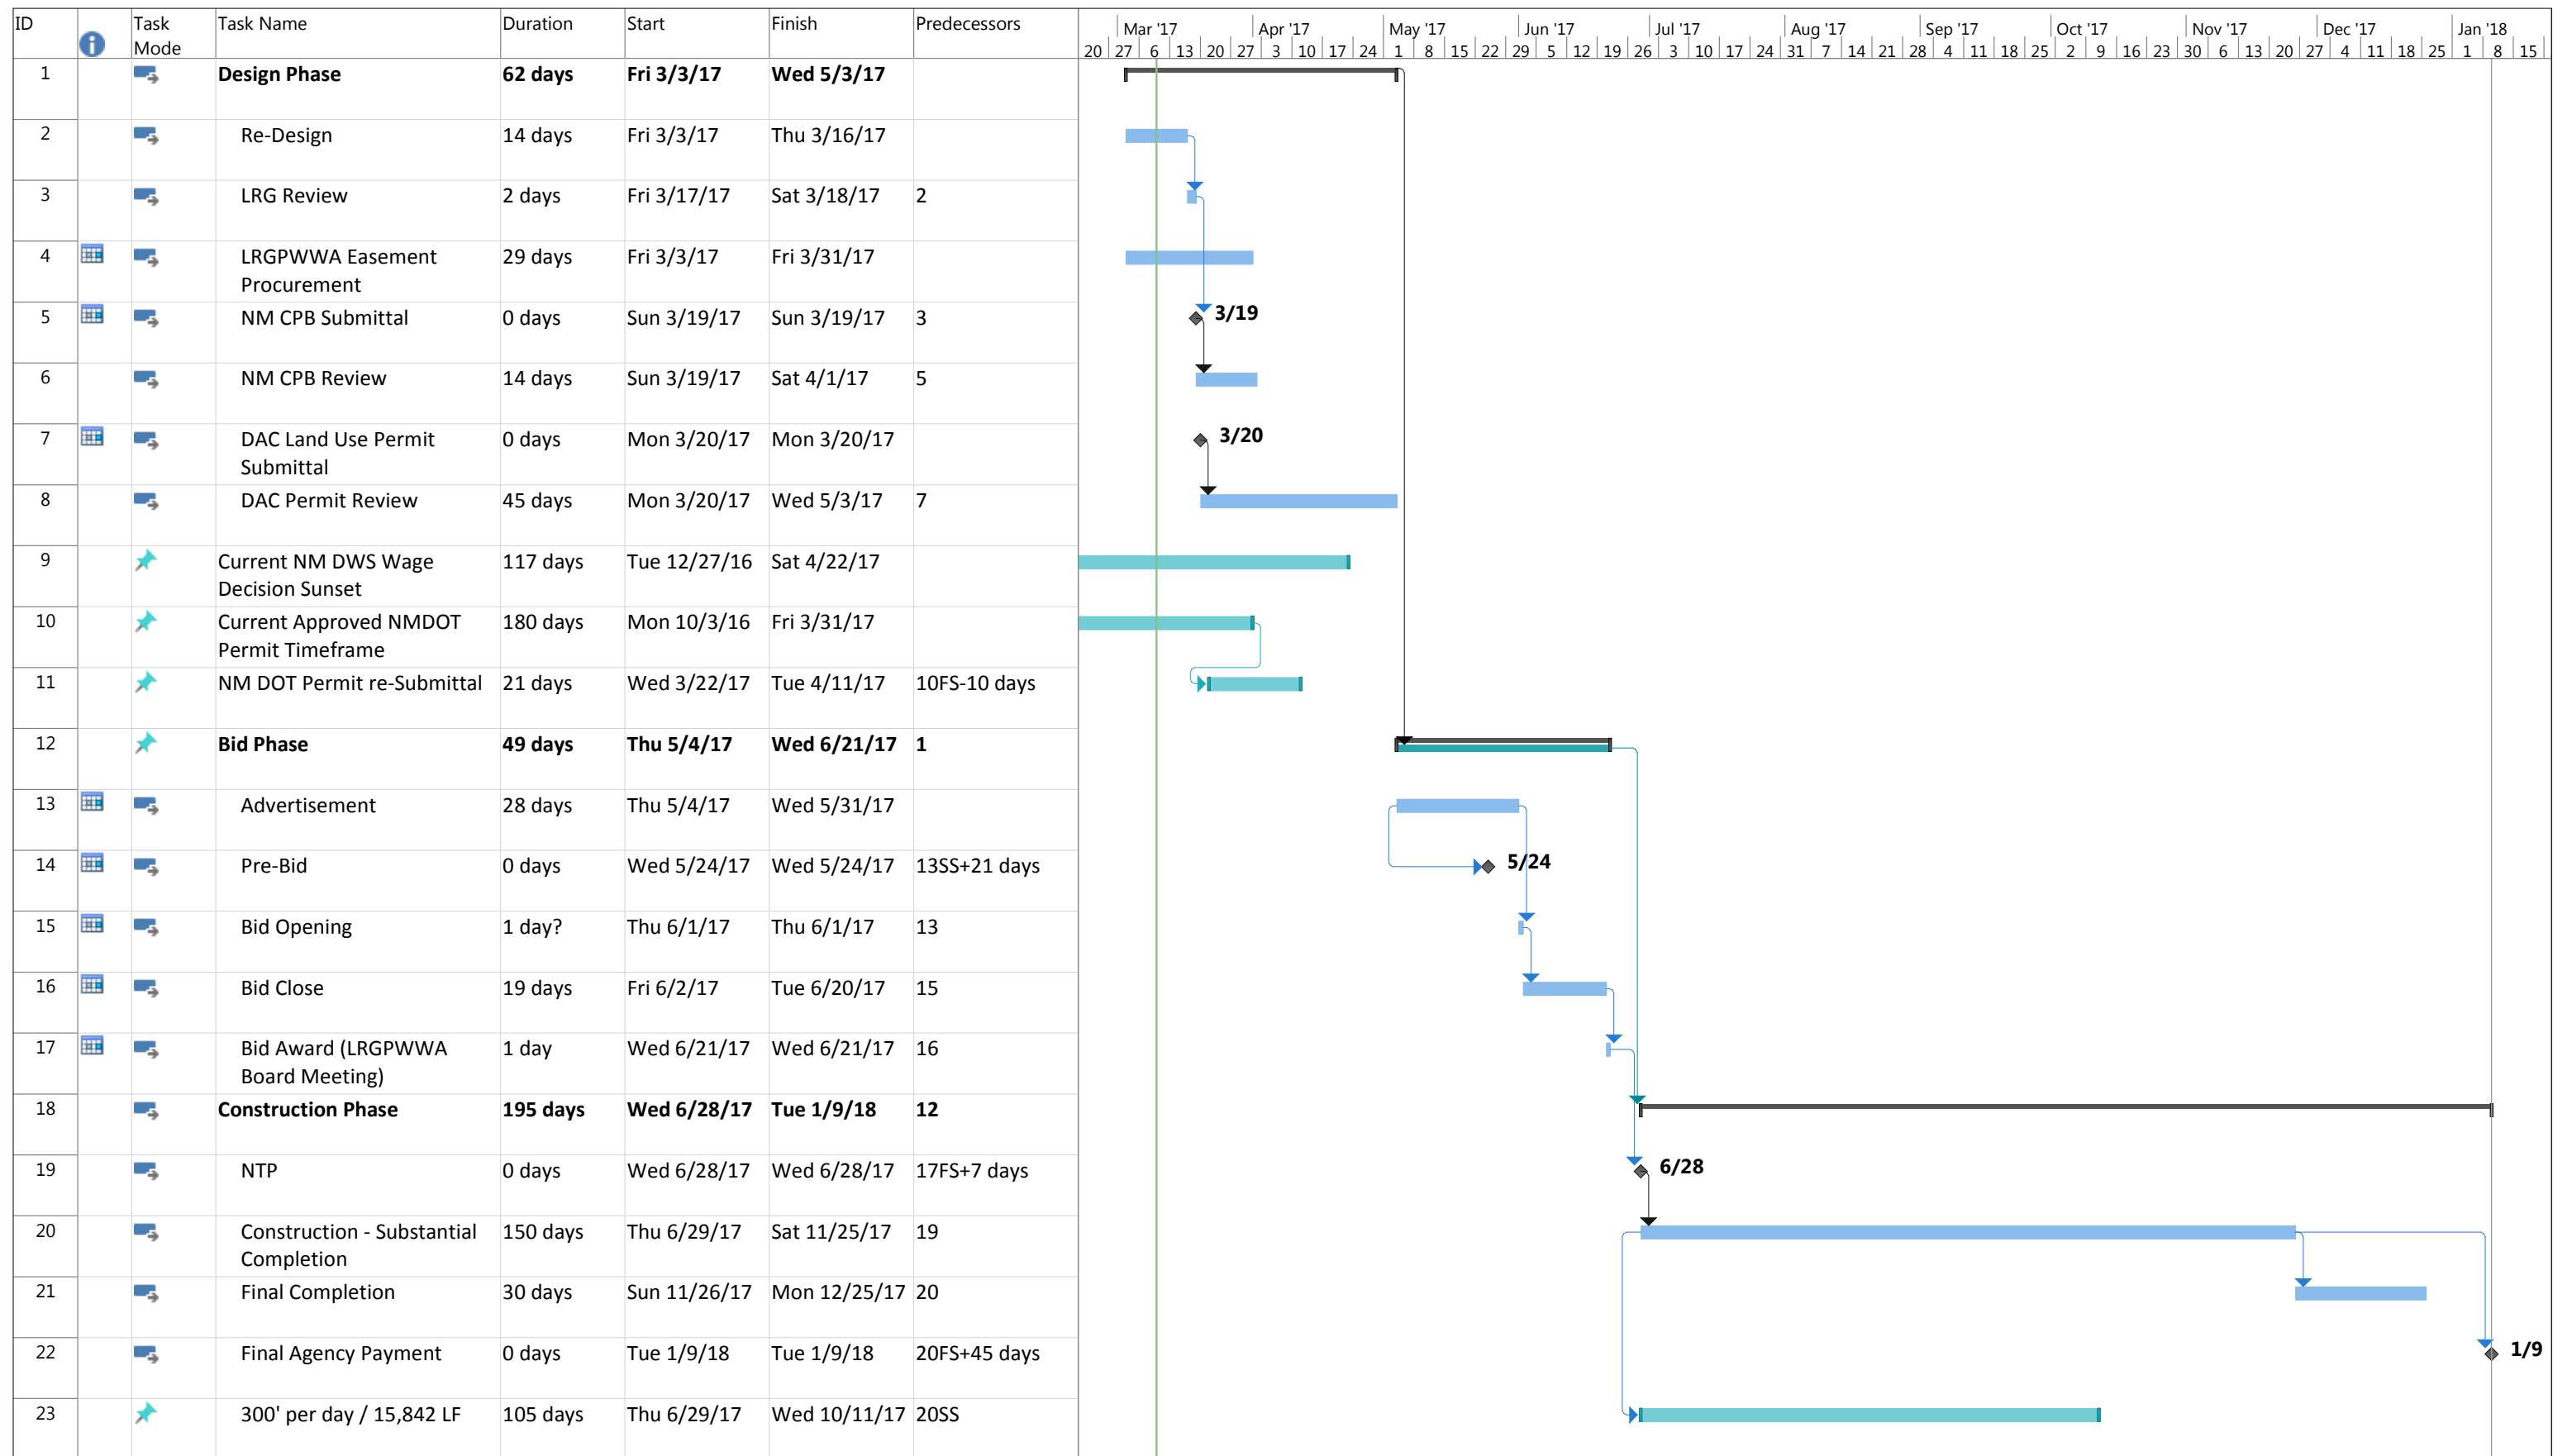 ID Task Mode Task Name Duration Start Finish Predecessors
Mar '17 Apr '17 May '17 Jun '17 Jul '17 Aug '17 Sep '17 Oct '17 Nov '17 Dec '17 Jan '18
20 27 6 13 20 27 3 10 17 24 1 8 15 22 29 5 12 19 26 3 10 17 24 31 7 14 21 28 4 11 18 25 2 9 16 23 30 6 13 20 27 4 11 18 25 1 8 15
1 Design Phase 62 days Fri 3/3/17 Wed 5/3/17
2 Re-Design 14 days Fri 3/3/17 Thu 3/16/17
3 LRG Review 2 days Fri 3/17/17 Sat 3/18/17 2
4 LRGPWWA Easement 29 days Fri 3/3/17 Fri 3/31/17
Procurement
5 NM CPB Submittal 0 days Sun 3/19/17 Sun 3/19/17 3 3/19
6 NM CPB Review 14 days Sun 3/19/17 Sat 4/1/17 5
7 DAC Land Use Permit 0 days Mon 3/20/17 Mon 3/20/17 3/20
Submittal
8 DAC Permit Review 45 days Mon 3/20/17 Wed 5/3/17 7
9 Current NM DWS Wage 117 days Tue 12/27/16 Sat 4/22/17
Decision Sunset
10 Current Approved NMDOT 180 days Mon 10/3/16 Fri 3/31/17
Permit Timeframe
11 NM DOT Permit re-Submittal 21 days Wed 3/22/17 Tue 4/11/17 10FS-10 days
12 Bid Phase 49 days Thu 5/4/17 Wed 6/21/17 1
13 Advertisement 28 days Thu 5/4/17 Wed 5/31/17
14 Pre-Bid 0 days Wed 5/24/17 Wed 5/24/17 13SS+21 days 5/24
15 Bid Opening 1 day? Thu 6/1/17 Thu 6/1/17 13
16 Bid Close 19 days Fri 6/2/17 Tue 6/20/17 15
17 Bid Award (LRGPWWA 1 day Wed 6/21/17 Wed 6/21/17 16
Board Meeting)
18 Construction Phase 195 days Wed 6/28/17 Tue 1/9/18 12
19 NTP 0 days Wed 6/28/17 Wed 6/28/17 17FS+7 days 6/28
20 Construction - Substantial 150 days Thu 6/29/17 Sat 11/25/17 19
Completion
21 Final Completion 30 days Sun 11/26/17 Mon 12/25/17 20
22 Final Agency Payment 0 days Tue 1/9/18 Tue 1/9/18 20FS+45 days 1/9
23 300' per day / 15,842 LF 105 days Thu 6/29/17 Wed 10/11/17 20SS